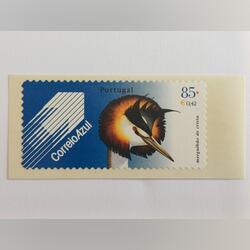 Portugal
85
€0,42
CorreioAzul
mergulhão de crista